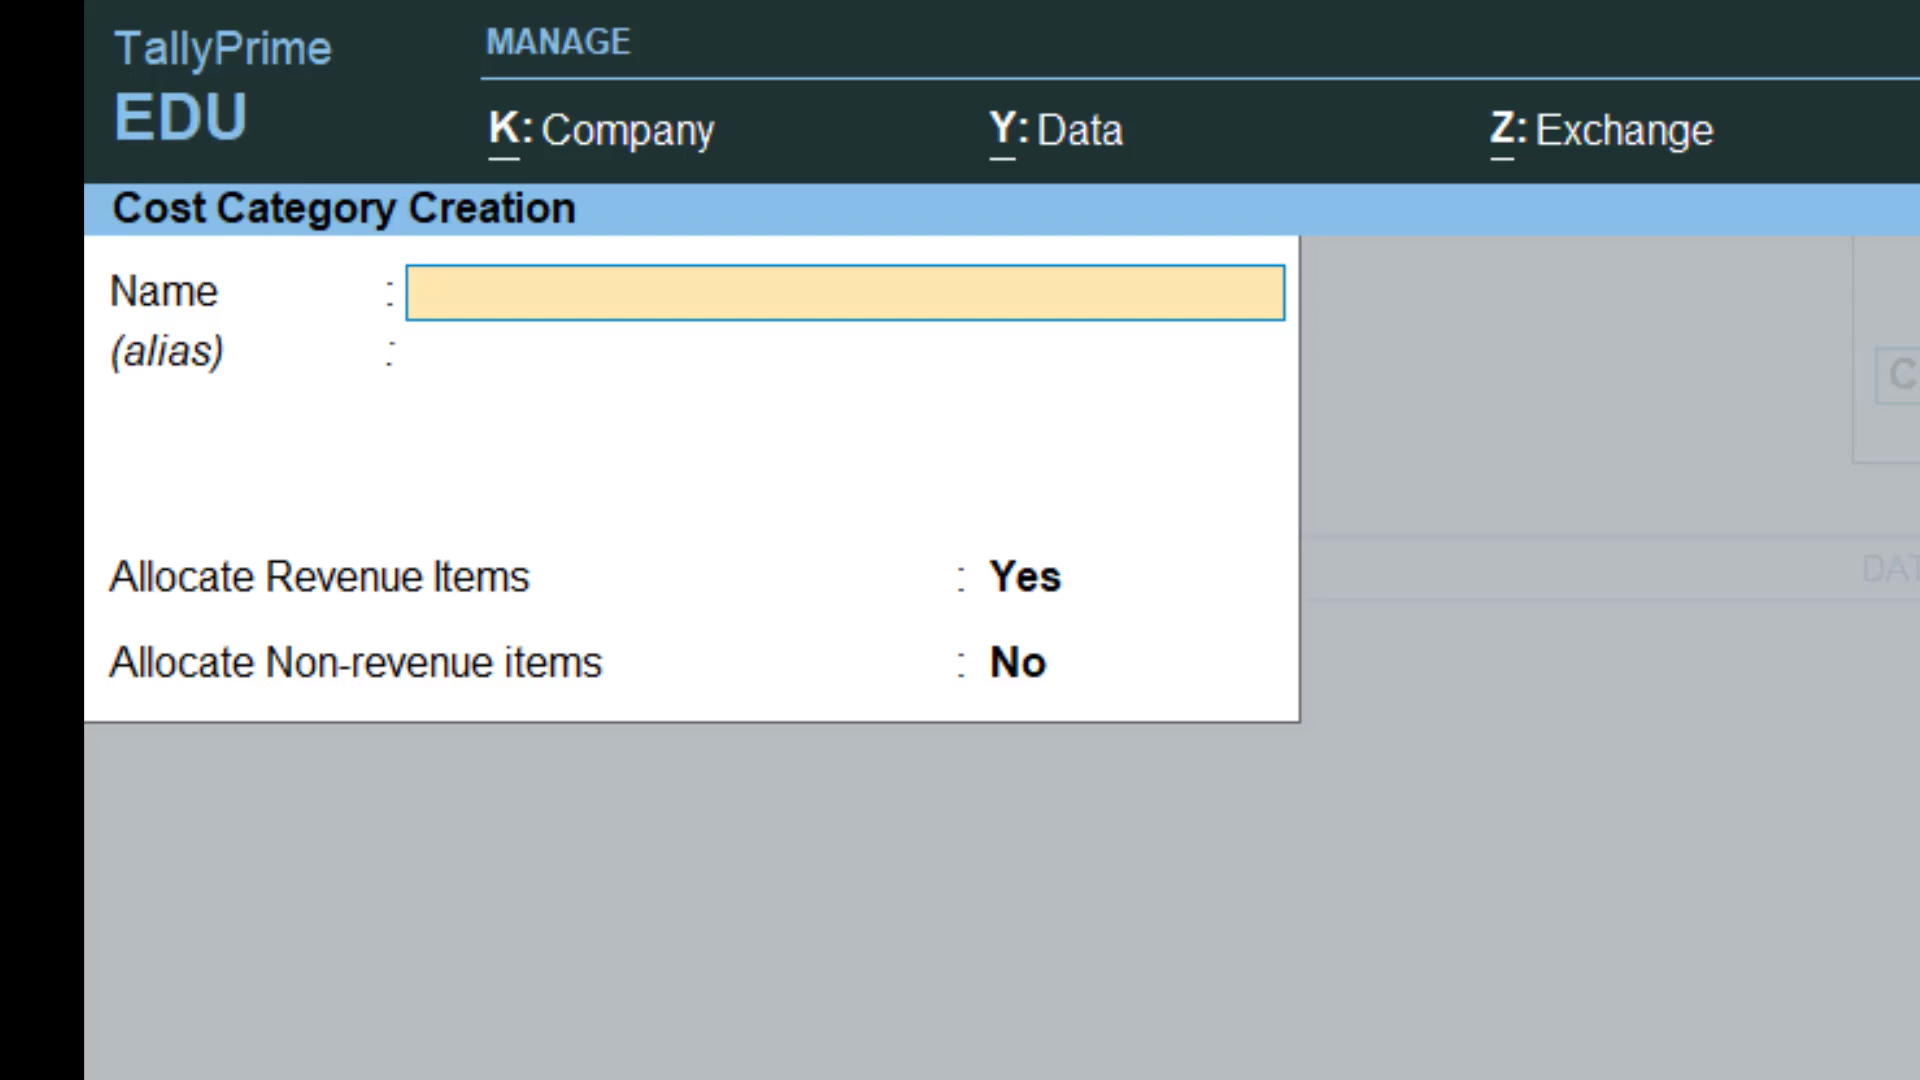 TallyPrime
EDU
MANAGE
K: Company
Y: Data
Z: Exchange
Cost Category Creation
Name :
(alias) :
Allocate Revenue Items : Yes
Allocate Non-revenue items : No